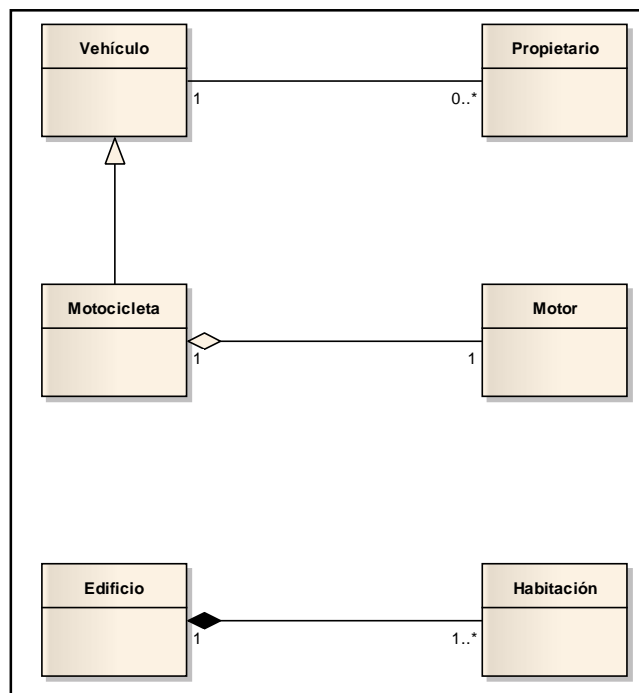 Vehículo
Propietario
1
0..*
Motocicleta
Motor
1
1
Edificio
Habitación
1
1..*